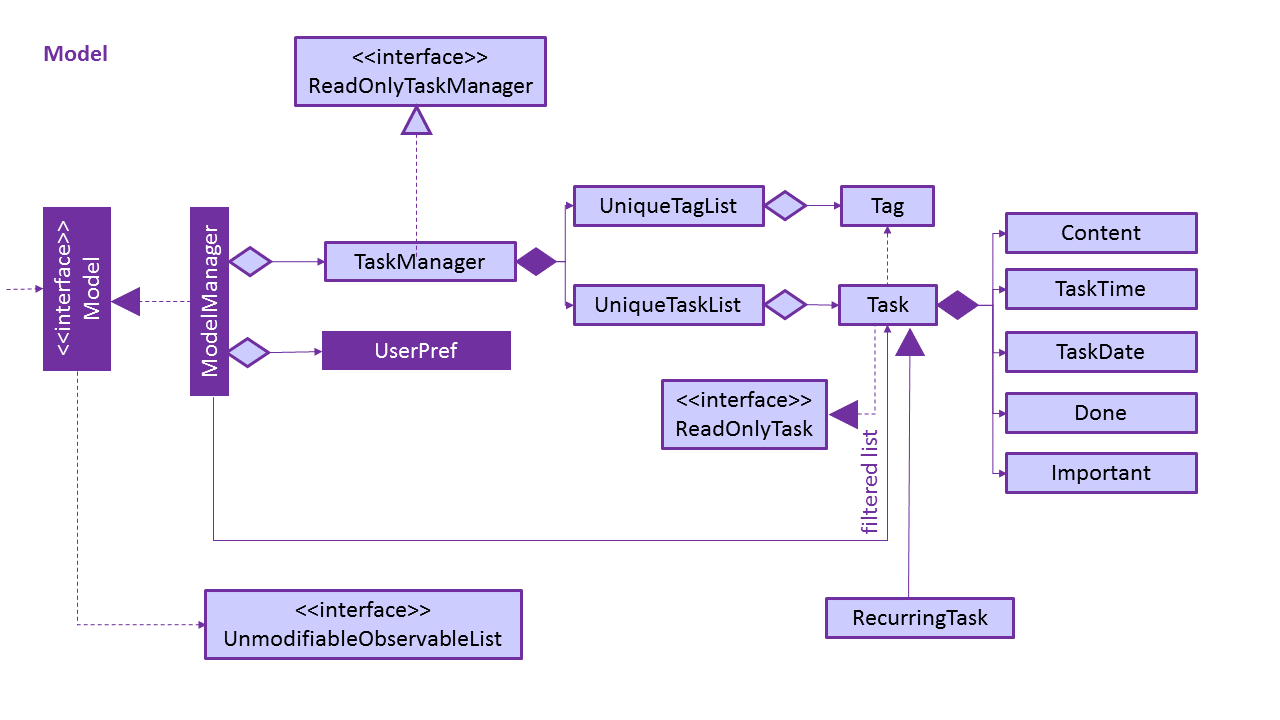 Model
<<interface>>
ReadOnlyTaskManager
<<interface>>
Model
ModelManager
TaskManager
UserPref
UniqueTagList
UniqueTaskList
Tag
Task
Content
TaskTime
TaskDate
Done
Important
<<interface>>
ReadOnlyTask
filtered list
RecurringTask
<<interface>>
UnmodifiableObservableList